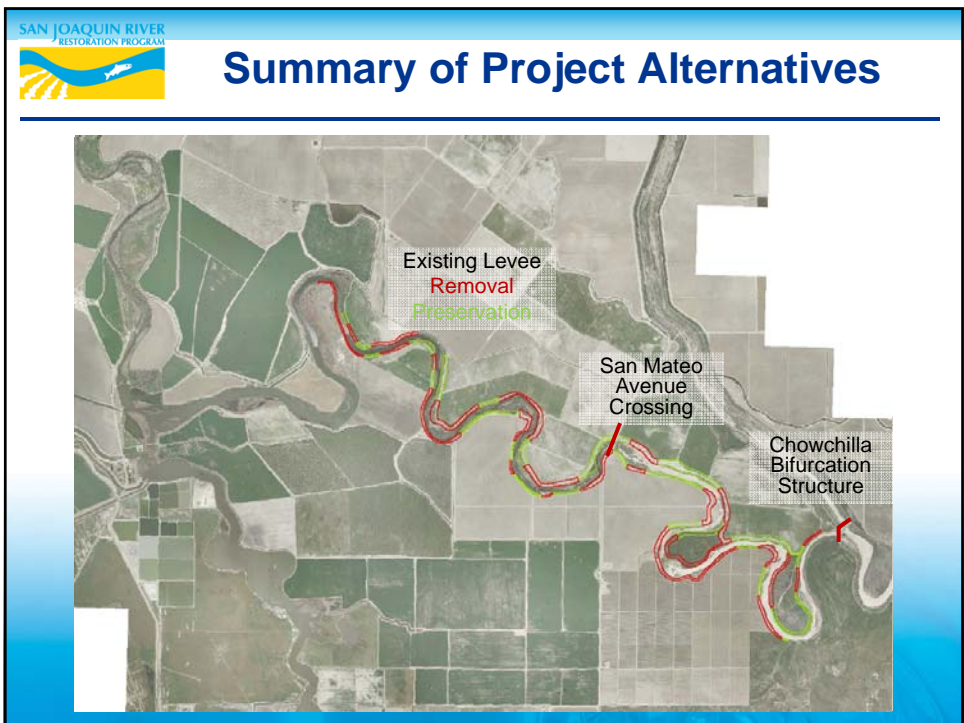 SAN JOAQUIN RIVER
RESTORATION PROGRAM
Summary of Project Alternatives
Existing Levee
Removal
Preservation
San Mateo
Avenue
Crossing
Chowchilla
Bifurcation
Structure